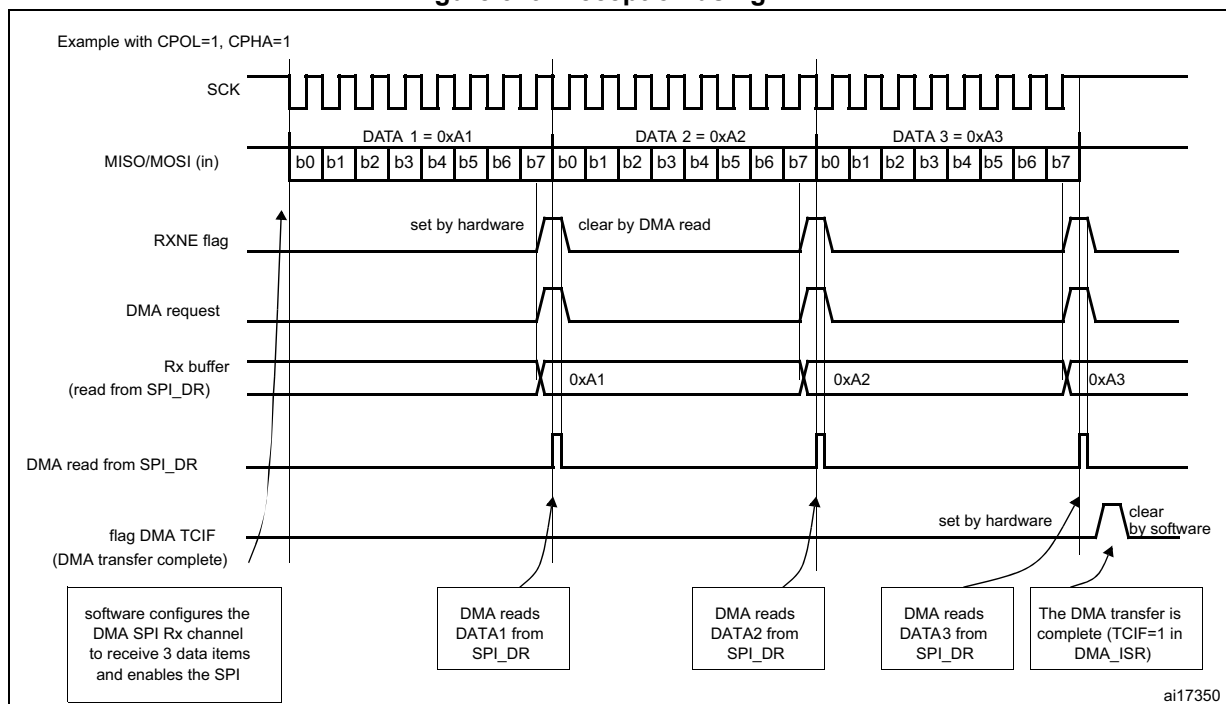 Example with CPOL=1, CPHA=1
SCK
DATA 1 = 0xA1
DATA 2 = 0xA2
DATA 3 = 0xA3
MISO/MOSI (in)
b0 b1 b2 b3 b4 b5 b6 b7 b0 b1 b2 b3 b4 b5 b6 b7 b0 b1 b2 b3 b4 b5 b6 b7
set by hardware
clear by DMA read
RXNE flag
DMA request
Rx buffer
(read from SPI_DR)
0xA1
0xA2
0xA3
DMA read from SPI_DR
flag DMA TCIF
(DMA transfer complete)
set by hardware
clear
by software
software configures the
DMA SPI Rx channel
to receive 3 data items
and enables the SPI
DMA reads
DATA1 from
SPI_DR
DMA reads
DATA2 from
SPI_DR
DMA reads
DATA3 from
SPI_DR
The DMA transfer is
complete (TCIF=1 in
DMA_ISR)
ai17350